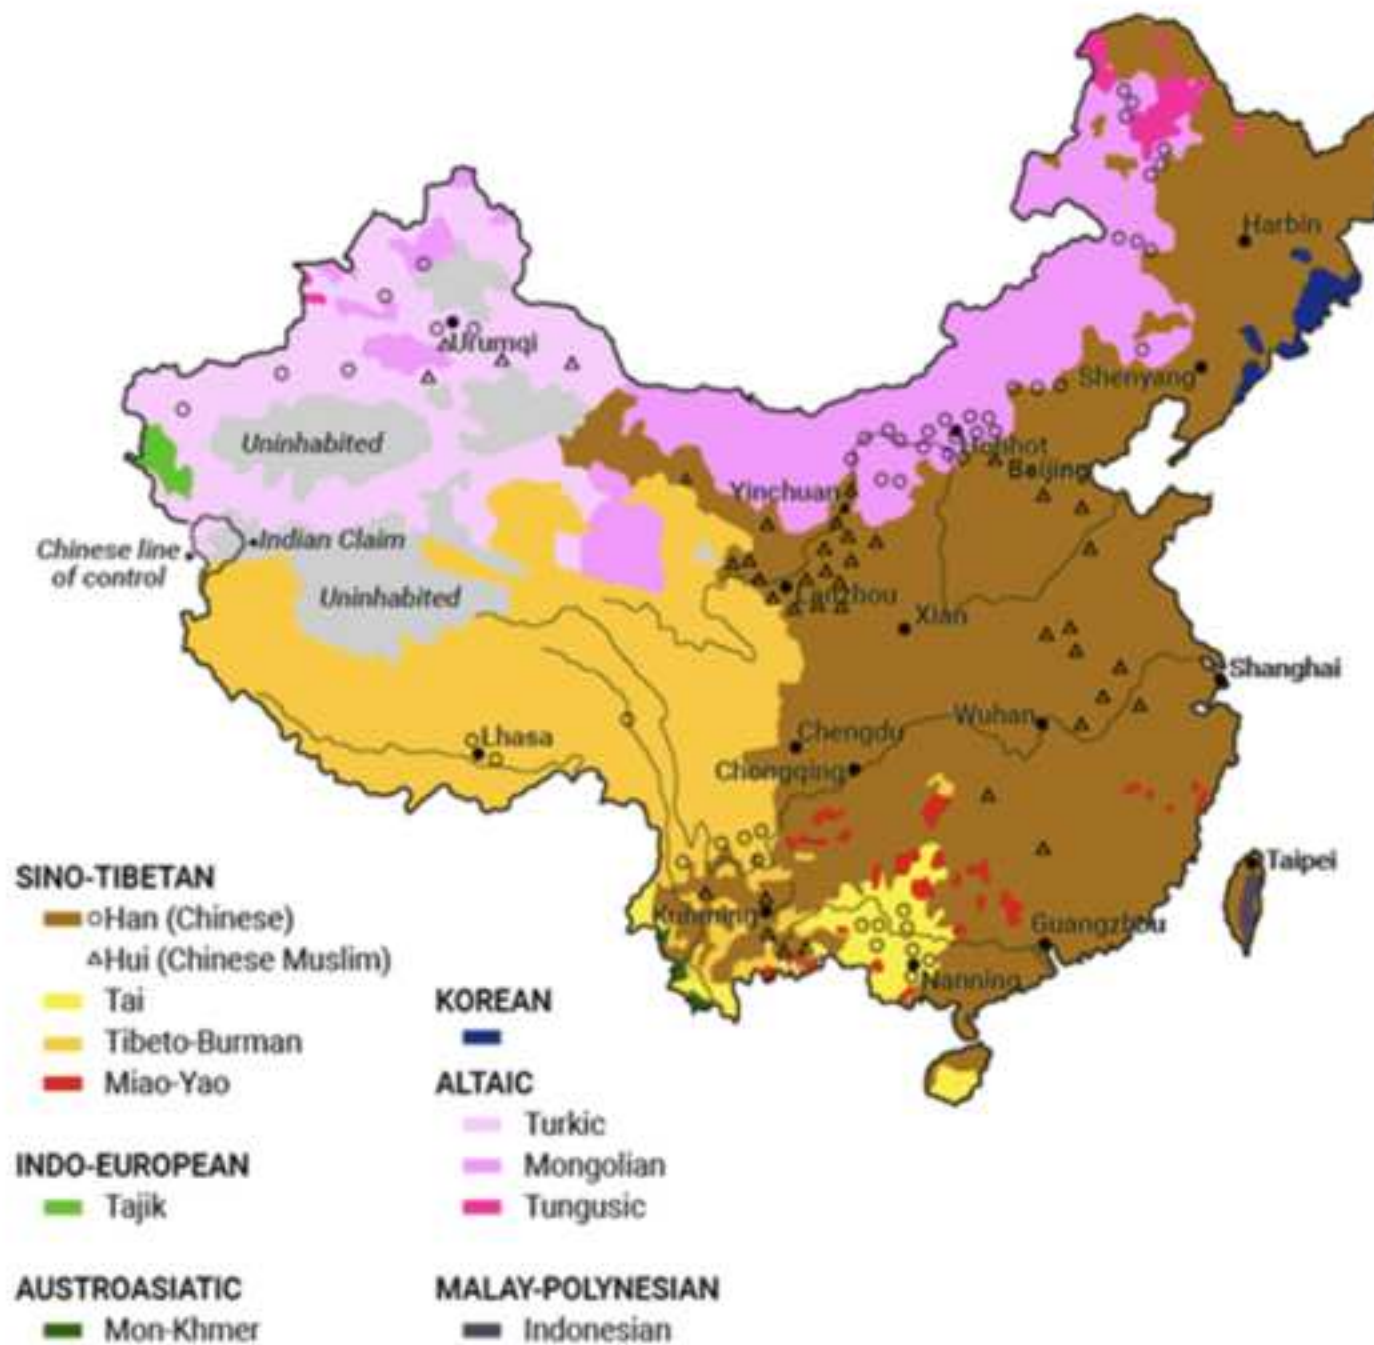 Harbin
Urumqi
Shenyang
Uninhabited
Hohhot
Beijing
Yinchuan
Indian Claim
Chinese line
of control
Uninhabited
Lanzhou
Xian
Shanghai
Lhasa
Wuhan
Chengdu
Chongqing
Taipei
Kunming
Guangzhou
Nanning
SINO-TIBETAN
Han (Chinese)
Hui (Chinese Muslim)
Tai
Tibeto-Burman
Miao-Yao
INDO-EUROPEAN
Tajik
AUSTROASIATIC
Mon-Khmer
KOREAN
ALTAIC
Turkic
Mongolian
Tungusic
MALAY-POLYNESIAN
Indonesian